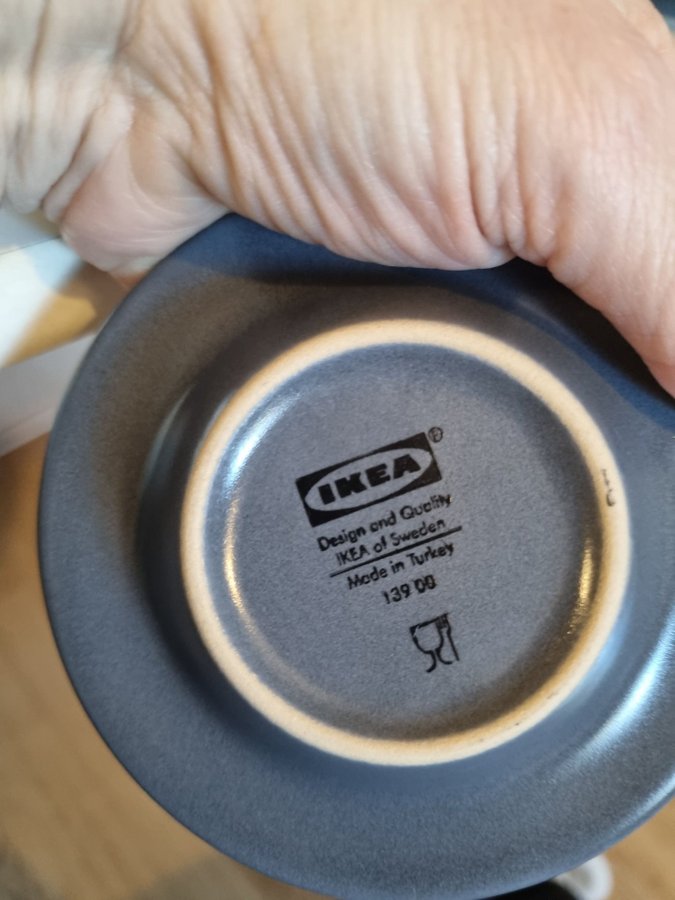 IKEA®
Design and Quality
IKEA of Sweden
Made in Turkey
139 00